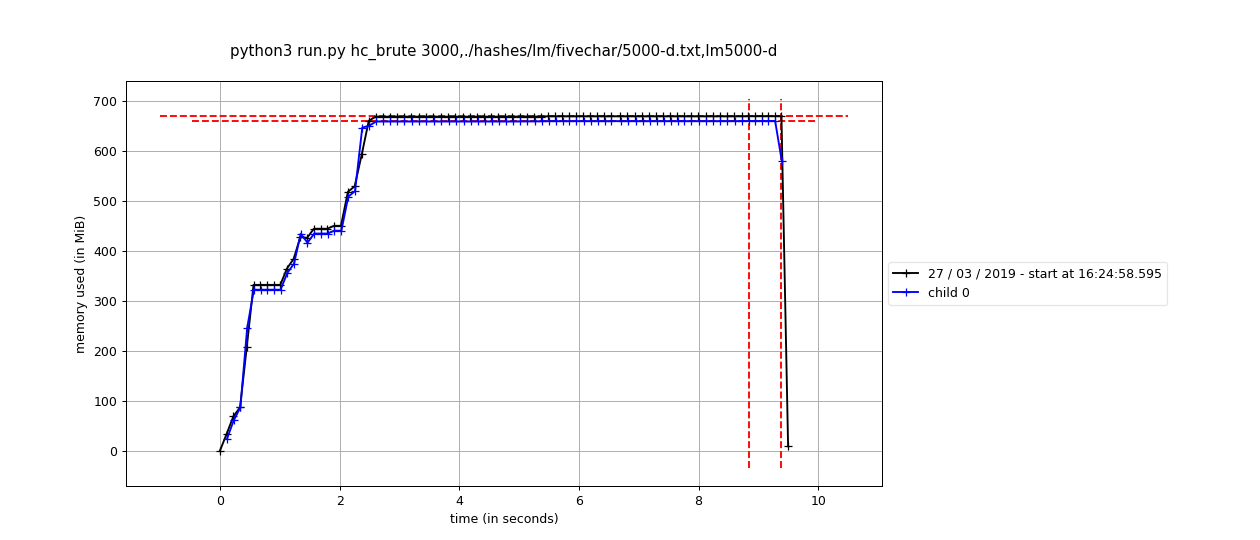 python3 run.py hc_brute 3000,./hashes/lm/fivechar/5000-d.txt,lm5000-d
700
600
500
400
300
200
100
0
memory used (in MiB)
0 2 4 6 8 10
time (in seconds)
27 / 03 / 2019 - start at 16:24:58.595
child 0